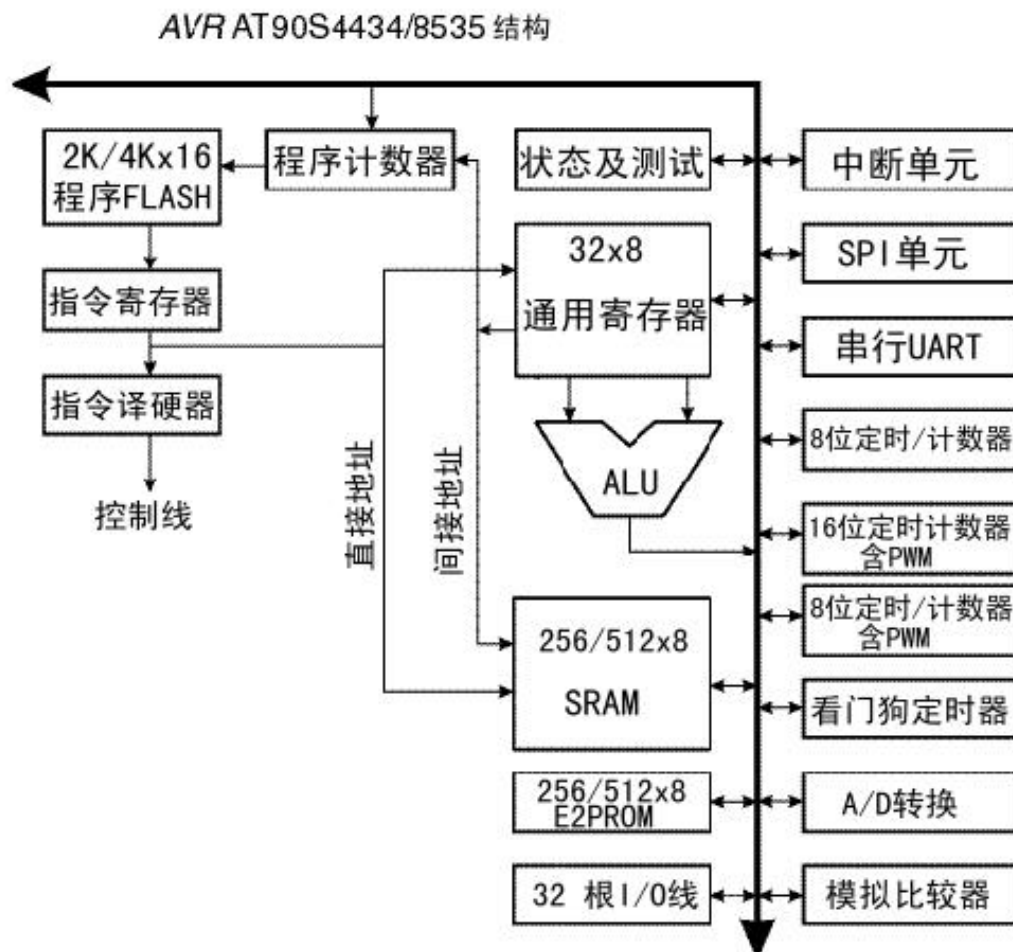 AVR AT90S4434/8535 结构
2K/4Kx16
程序FLASH
程序计数器
状态及测试
中断单元
32x8
通用寄存器
SPI单元
指令寄存器
串行UART
指令译硬器
8位定时/计数器
控制线
直接地址
间接地址
ALU
16位定时计数器
含PWM
8位定时/计数器
含PWM
256/512x8
SRAM
看门狗定时器
256/512x8
E2PROM
A/D转换
32 根I/O线
模拟比较器